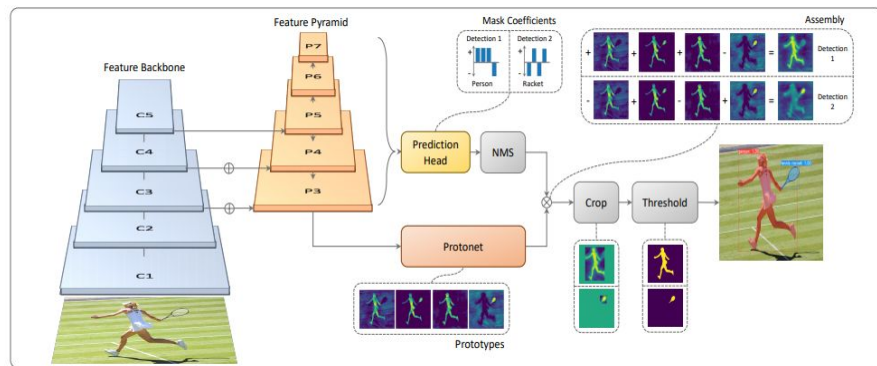 Feature Pyramid
Feature Backbone
P7
P6
P5
P4
P3
C5
C4
C3
C2
C1
Mask Coefficients
Detection 1
Detection 2
+
-
+
-
Person
Racket
Assembly
+ + + - = Detection 1
- + - + = Detection 2
Prediction Head
NMS
Crop
Threshold
Protonet
Prototypes